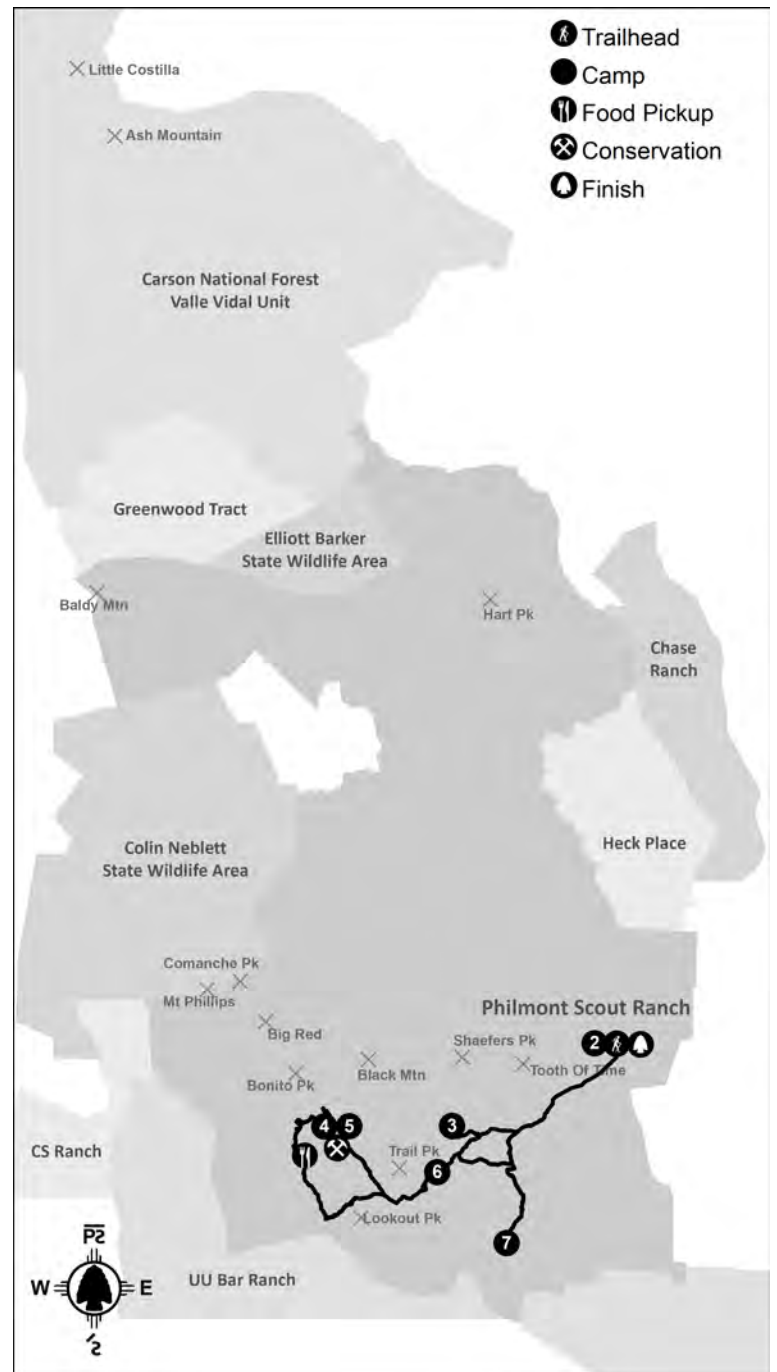 Trailhead
Camp
Food Pickup
Conservation
Finish
Little Costilla
Ash Mountain
Carson National Forest
Valle Vidal Unit
Greenwood Tract
Elliott Barker
State Wildlife Area
Baldy Mtn
Hart Pk
Chase
Ranch
Heck Place
Colin Neblett
State Wildlife Area
Comanche Pk
Mt Phillips
Big Red
Bonito Pk
Black Mtn
Shaefers Pk
Tooth Of Time
Philmont Scout Ranch
2
3
4
5
6
7
Trail Pk
Lookout Pk
CS Ranch
UU Bar Ranch
W
E